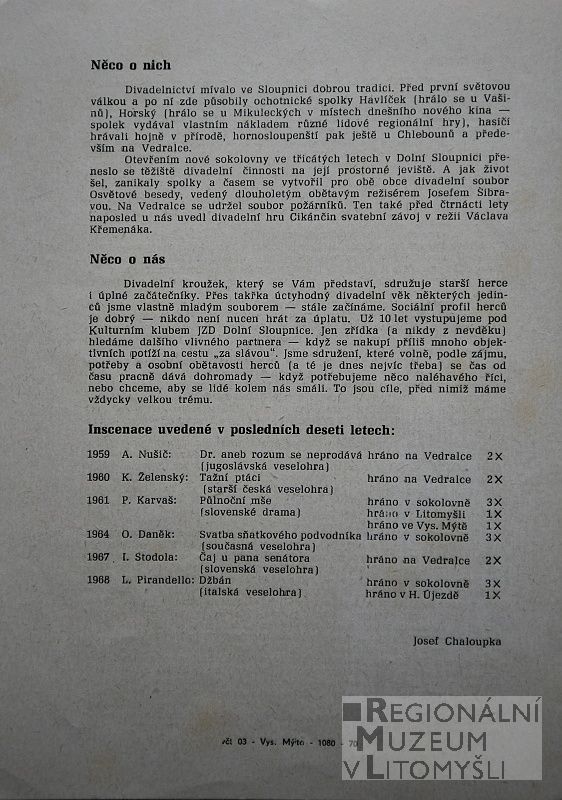 Něco o nich
Divadelnictví mívalo ve Sloupnici dobrou tradici. Před první světovou
válkou a po ní zde působily ochotnické spolky Havlíček (hrálo se u Vaši-
nů), Horský (hrálo se u Mikuleckých v místech dnešního nového kina —
spolek vydával vlastním nákladem různé lidové regionální hry), hasiči
hrávali hojně v přírodě, hornosloupenští pak ještě u Chlebounů a přede-
vším na Vedralce.
Otevřením nové sokolovny ve třicátých letech v Dolní Sloupnici pře-
neslo se těžiště divadelní činnosti na její prostorné jeviště. A jak život
šel, zanikaly spolky a časem se vytvořil pro obě obce divadelní soubor
Osvětové besedy, vedený dlouholetým obětavým režisérem Josefem Sibra-
vou. Na Vedralce se udržel soubor požárníků. Ten také před čtrnácti lety
naposled u nás uvedl divadelní hru Cikánčin svatební závoj v režii Václava
Křemenáka.
Něco o nás
Divadelní kroužek, který se Vám představí, sdružuje starší herce
i úplné začátečníky. Přes takřka úctyhodný divadelní věk některých jedin-
ců jsme vlastně mladým souborem — stále začínáme. Sociální profil herců
je dobrý — nikdo není nucen hrát za úplatu. Už 10 let vystupujeme pod
Kulturním klubem JZD Dolní Sloupnice. Jen zřídka (a nikdy z nevděku)
hledáme dalšího vlivného partnera — když se nakupí příliš mnoho objek-
tivních potíží na cestu „za slávou“. Jsme sdružení, které volně, podle zájmu,
potřeby a osobní obětavosti herců (a té je dnes nejvíc třeba) se čas od
času pracně dává dohromady — když potřebujeme něco naléhavého říci,
nebo chceme, aby se lidé kolem nás smáli. To jsou cíle, před nimiž máme
vždycky velkou trému.
Inscenace uvedené v posledních deseti letech:
1959 A. Nušič: Dr. aneb rozum se neprodává hráno na Vedralce 2X
(jugoslávská veselohra)
1960 K. Želenský: Tažní ptáci hráno na Vedralce 2X
(starší česká veselohra)
1961 P. Karvaš: Půlnoční mše hráno v sokolovně 3X
(slovenské drama) hráno v Litomyšli 1X
hráno ve Vys. Mýtě 1X
1964 O. Daněk: Svatba sňatkového podvodníka hráno v sokolovně 3X
(současná veselohra)
1967 I. Stodola: Čaj u pana senátora hráno na Vedralce 2X
(slovenská veselohra)
1968 L. Pirandello: Džbán hráno v sokolovně 3X
(italská veselohra) hráno v H. Újezdě 1X
Josef Chaloupka
03 - Vys. Mýto - 1080 - 70
REGIONÁLNÍ
MUZEUM
V LITOMYŠLI